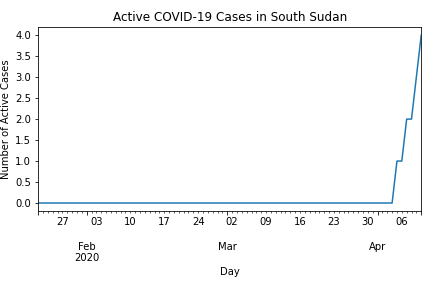 Active COVID-19 Cases in South Sudan
Number of Active Cases
4.0
3.5
3.0
2.5
2.0
1.5
1.0
0.5
0.0
27 03 10 17 24 02 09 16 23 30 06
Feb Mar Apr
2020
Day